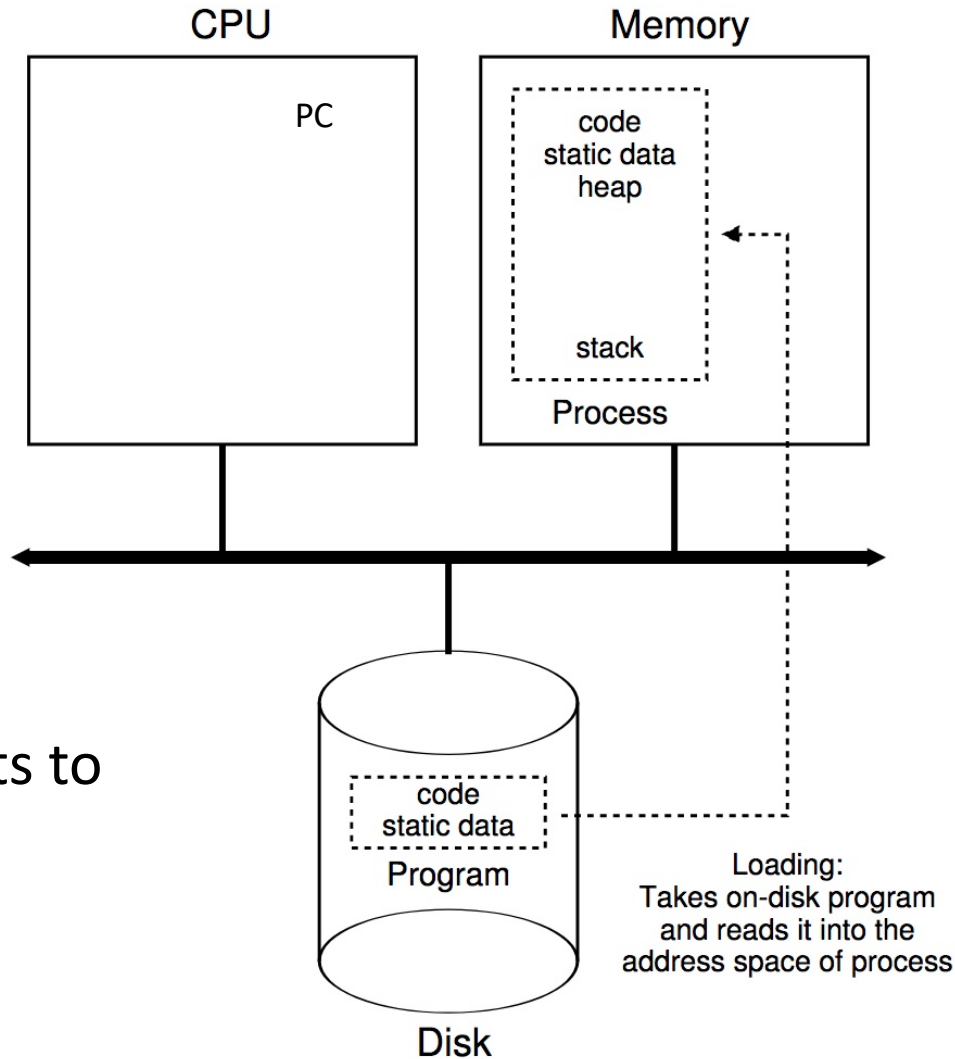 CPU
Memory
PC
code
static data
heap
stack
Process
ts to
code
static data
Program
Loading:
Takes on-disk program
and reads it into the
address space of process
Disk